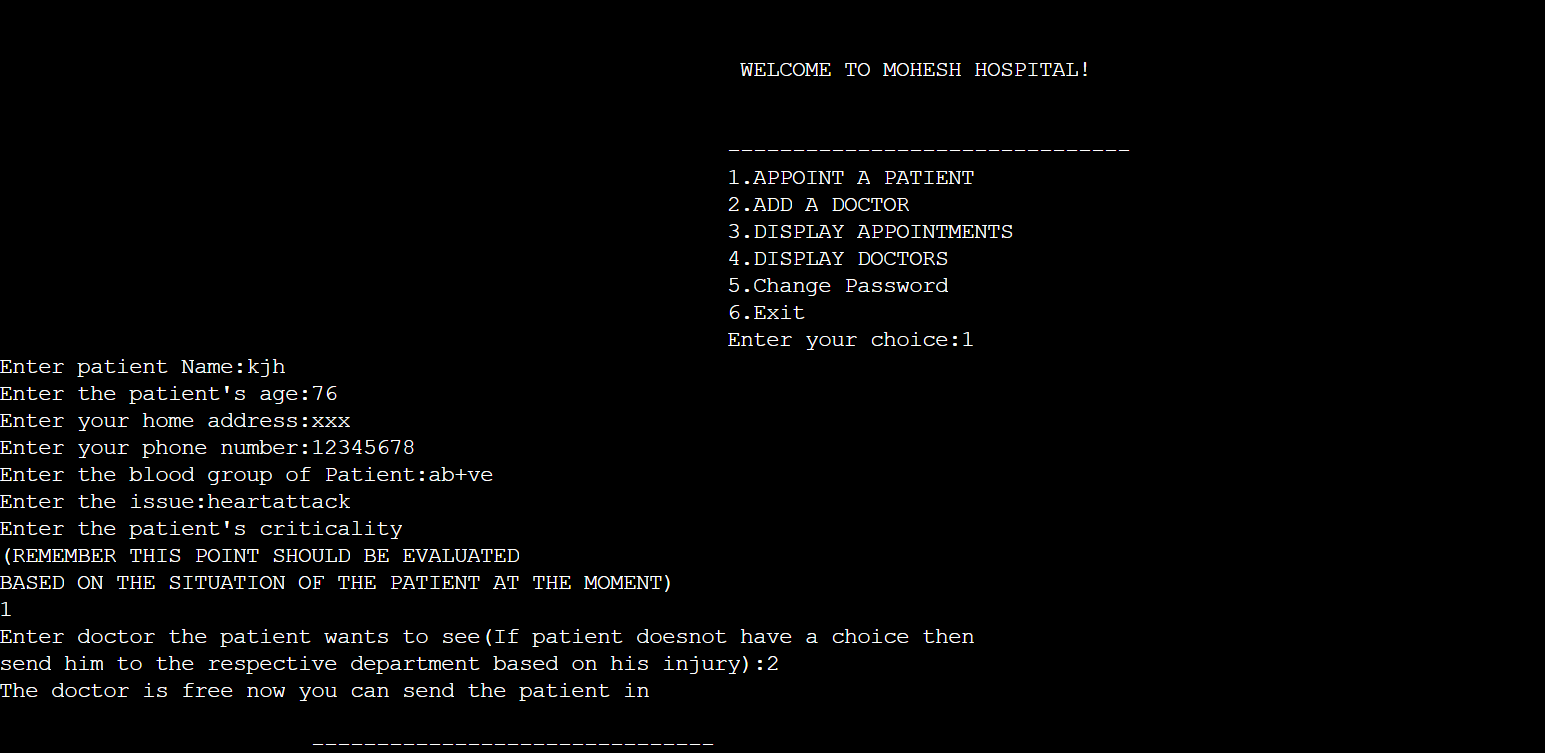 WELCOME TO MOHESH HOSPITAL!
-------------------------------
1.APPOINT A PATIENT
2.ADD A DOCTOR
3.DISPLAY APPOINTMENTS
4.DISPLAY DOCTORS
5.Change Password
6.Exit
Enter your choice:1
Enter patient Name:kjh
Enter the patient's age:76
Enter your home address:xxx
Enter your phone number:12345678
Enter the blood group of Patient:ab+ve
Enter the issue:heartattack
Enter the patient's criticality
(REMEMBER THIS POINT SHOULD BE EVALUATED
BASED ON THE SITUATION OF THE PATIENT AT THE MOMENT)
1
Enter doctor the patient wants to see(If patient doesnot have a choice then
send him to the respective department based on his injury):2
The doctor is free now you can send the patient in
-------------------------------